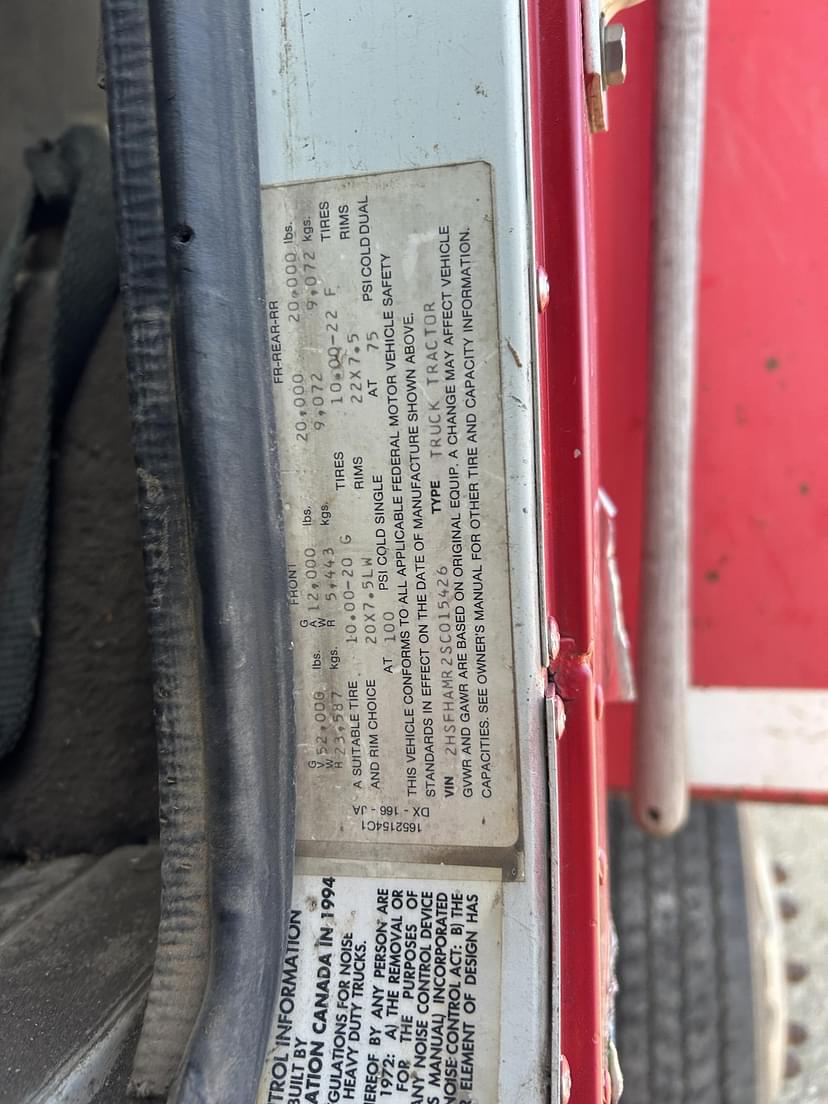 FRONT FR-REAR-RR
GVWR 52,000 lbs. GAWR 12,000 lbs. 20,000 20,000 lbs.
23,587 kgs. 5,443 kgs. 9,072 9,072 kgs.
A SUITABLE TIRE 10.00-20 G TIRES 10.00-22 F TIRES
AND RIM CHOICE 20X7.5LW RIMS 22X7.5 RIMS
AT 100 PSI COLD SINGLE AT 75 PSI COLD DUAL
THIS VEHICLE CONFORMS TO ALL APPLICABLE FEDERAL MOTOR VEHICLE SAFETY
STANDARDS IN EFFECT ON THE DATE OF MANUFACTURE SHOWN ABOVE.
VIN 2HSFHAMR2SC015426 TYPE TRUCK TRACTOR
GVWR AND GAWR ARE BASED ON ORIGINAL EQUIP. A CHANGE MAY AFFECT VEHICLE
CAPACITIES. SEE OWNER'S MANUAL FOR OTHER TIRE AND CAPACITY INFORMATION.
1652154C1
DX - 166 - JA
TROL INFORMATION
BUILT BY
ATION CANADA IN 1994
GULATIONS FOR NOISE
HEAVY DUTY TRUCKS.
HEREOF BY ANY PERSON ARE
1972: A) THE REMOVAL OR
FOR THE PURPOSES OF
ANY NOISE CONTROL DEVICE
S MANUAL) INCORPORATED
NOISE CONTROL ACT: B) THE
R ELEMENT OF DESIGN HAS